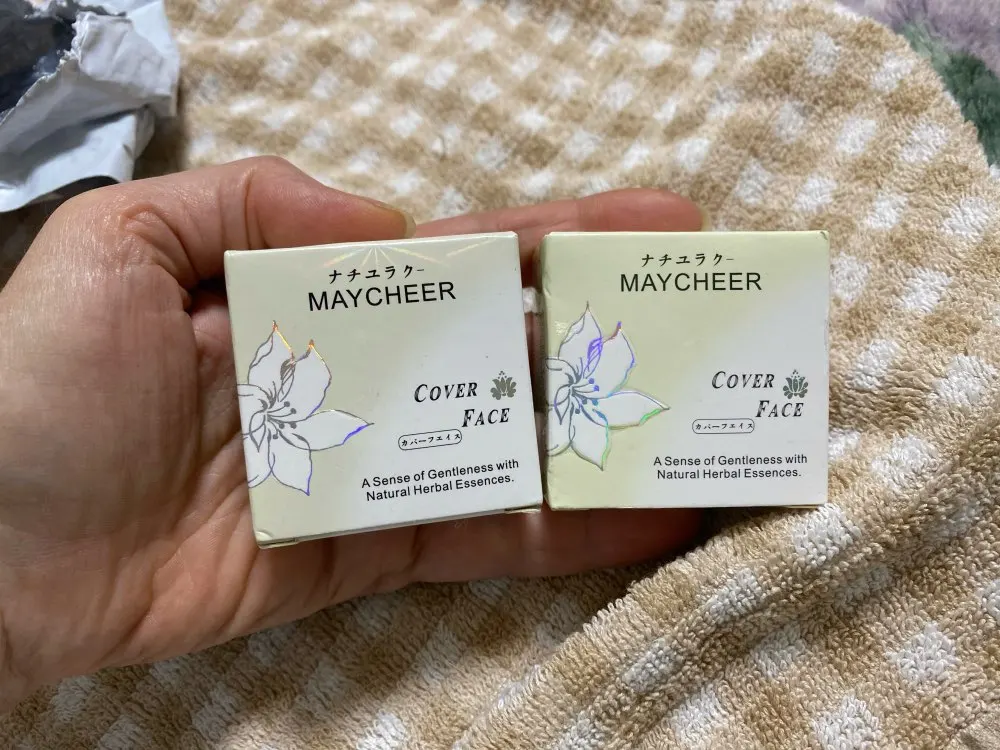 ナチユラクー
MAYCHEER
COVER
FACE
カバーフエイス
A Sense of Gentleness with
Natural Herbal Essences.
ナチユラクー
MAYCHEER
COVER
FACE
カバーフエイス
A Sense of Gentleness with
Natural Herbal Essences.